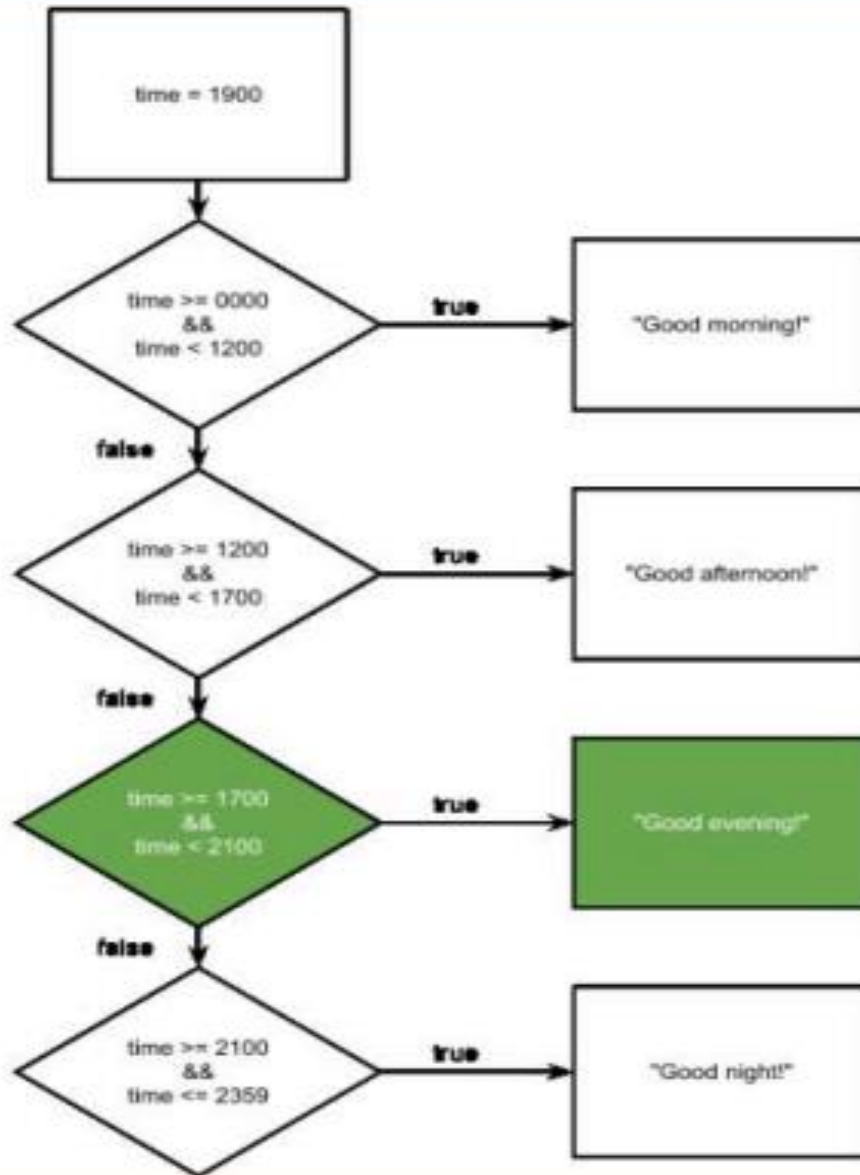 time = 1900
time >= 0000
&&
time < 1200
true
"Good morning!"
false
time >= 1200
&&
time < 1700
true
"Good afternoon!"
false
time >= 1700
&&
time < 2100
true
"Good evening!"
false
time >= 2100
&&
time <= 2359
true
"Good night!"